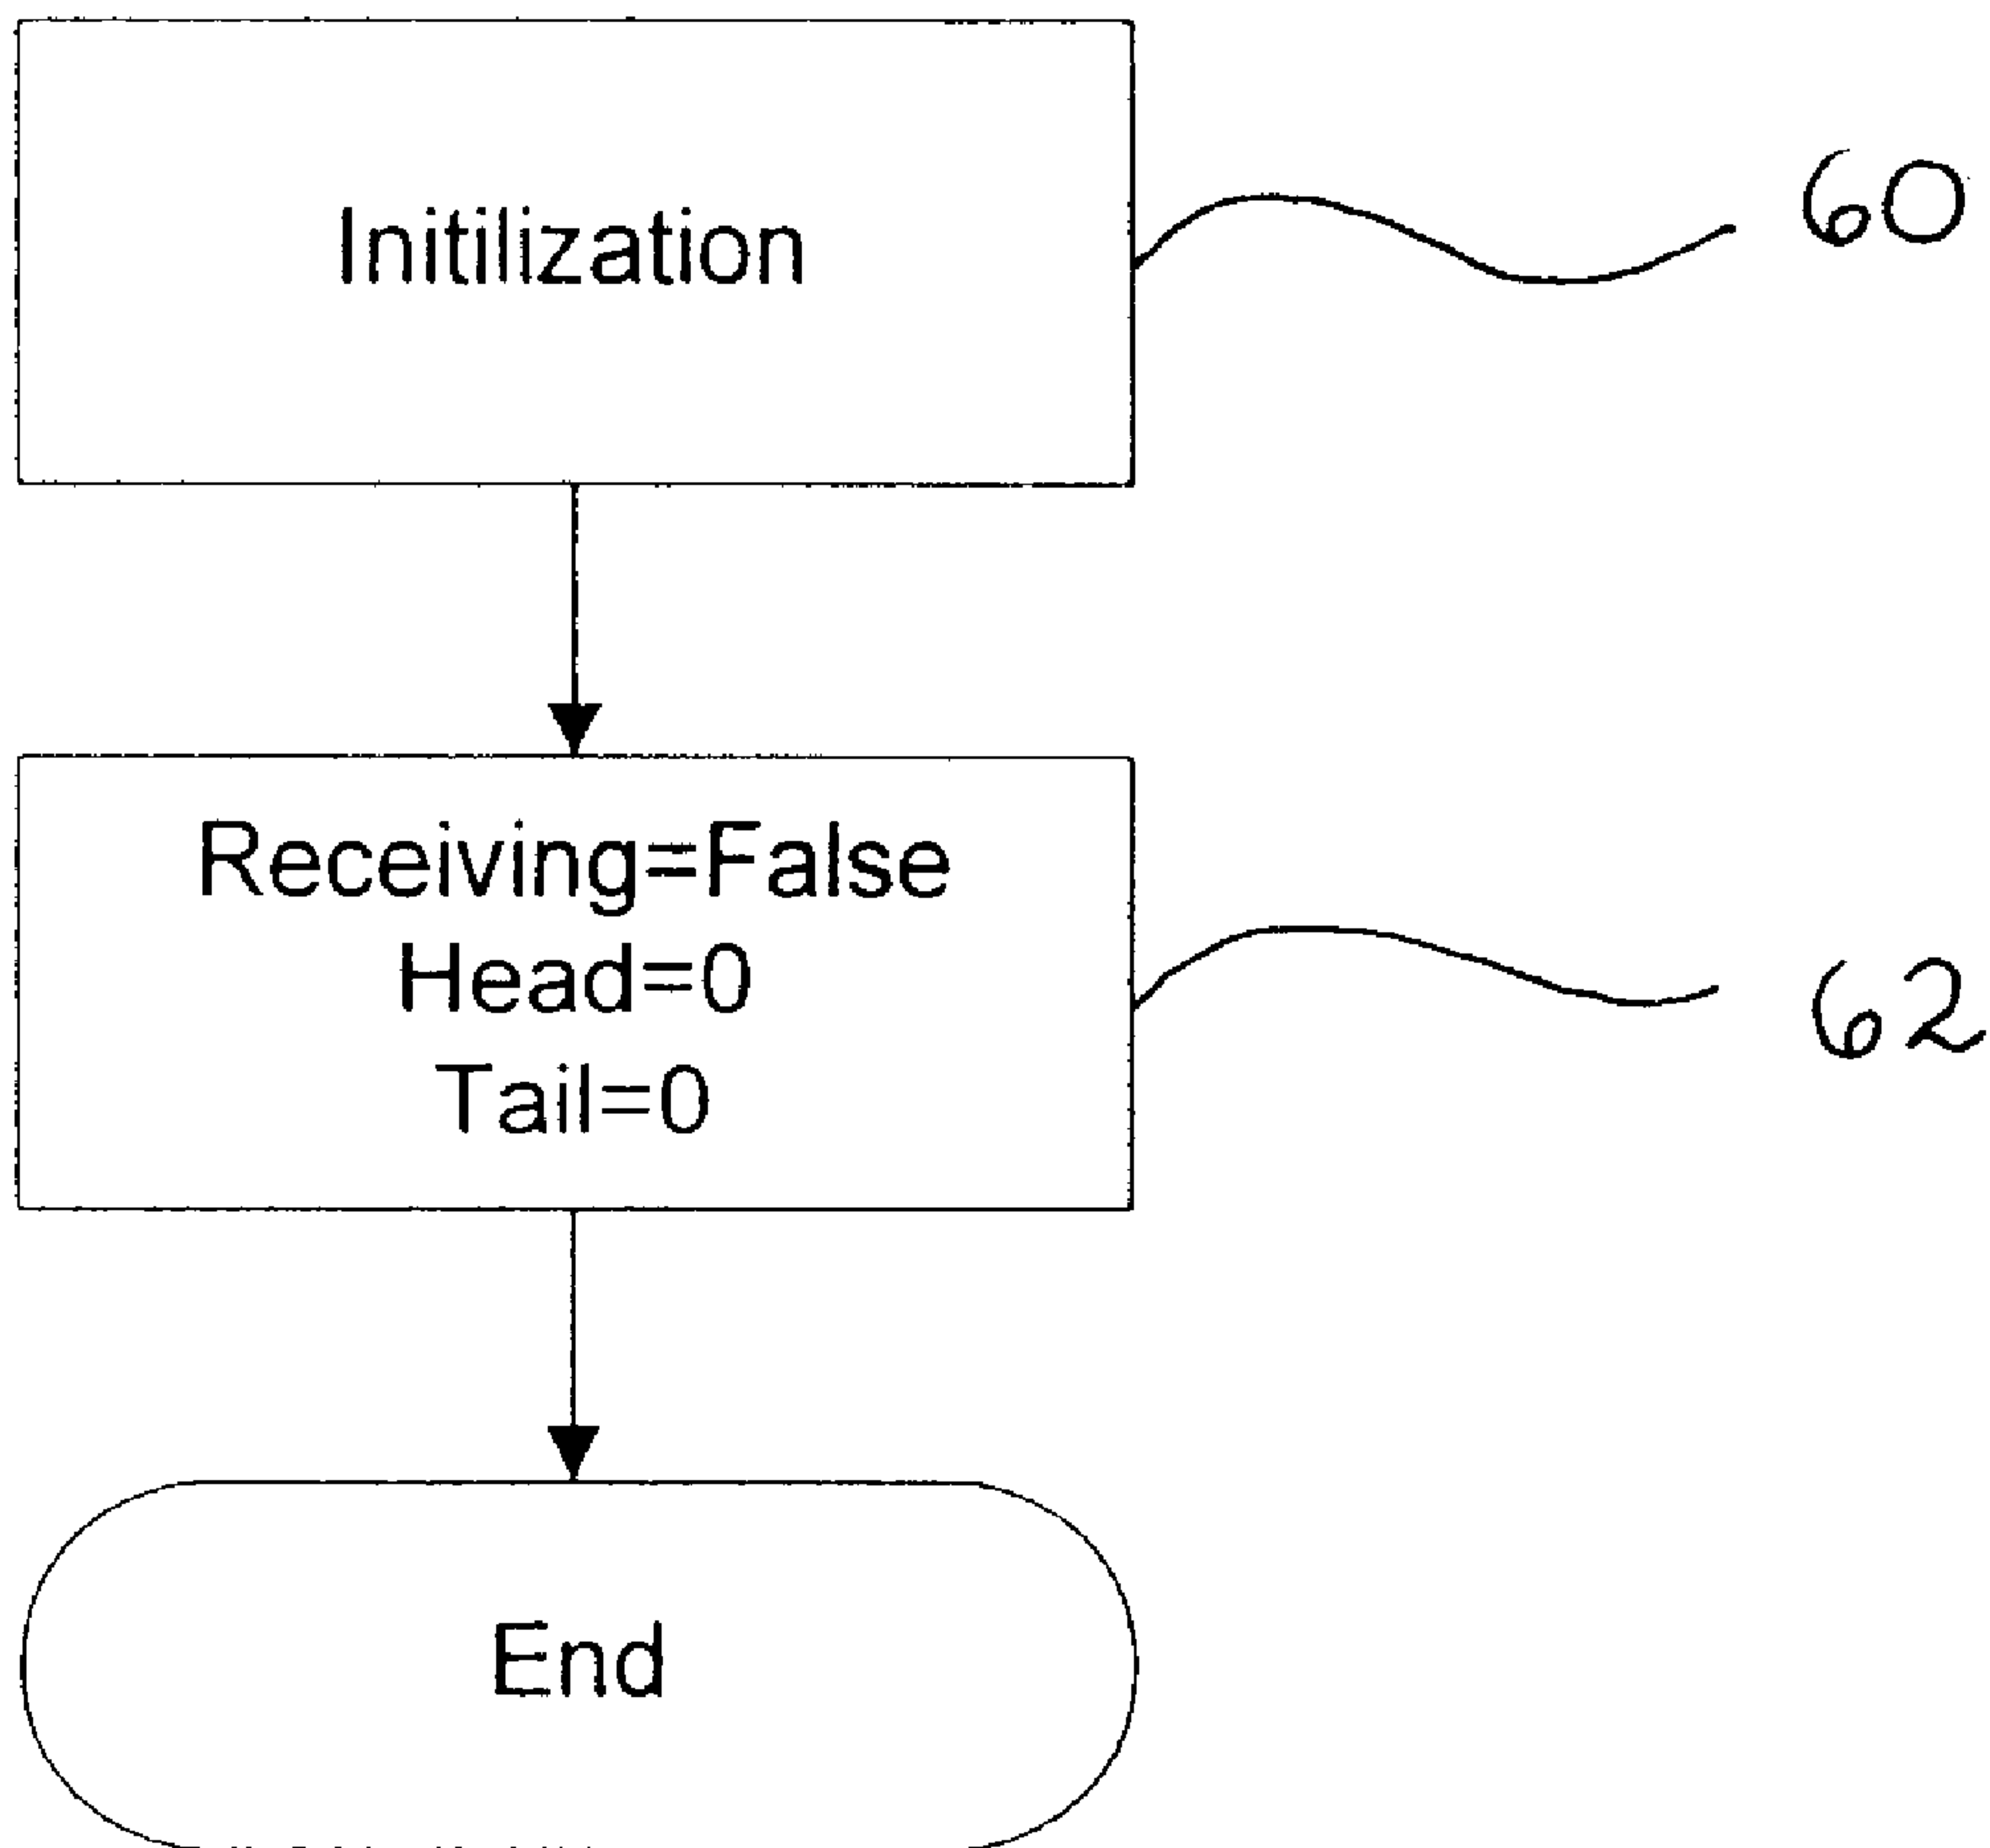 Initilization
60
Receiving=False
Head=0
Tail=0
62
End